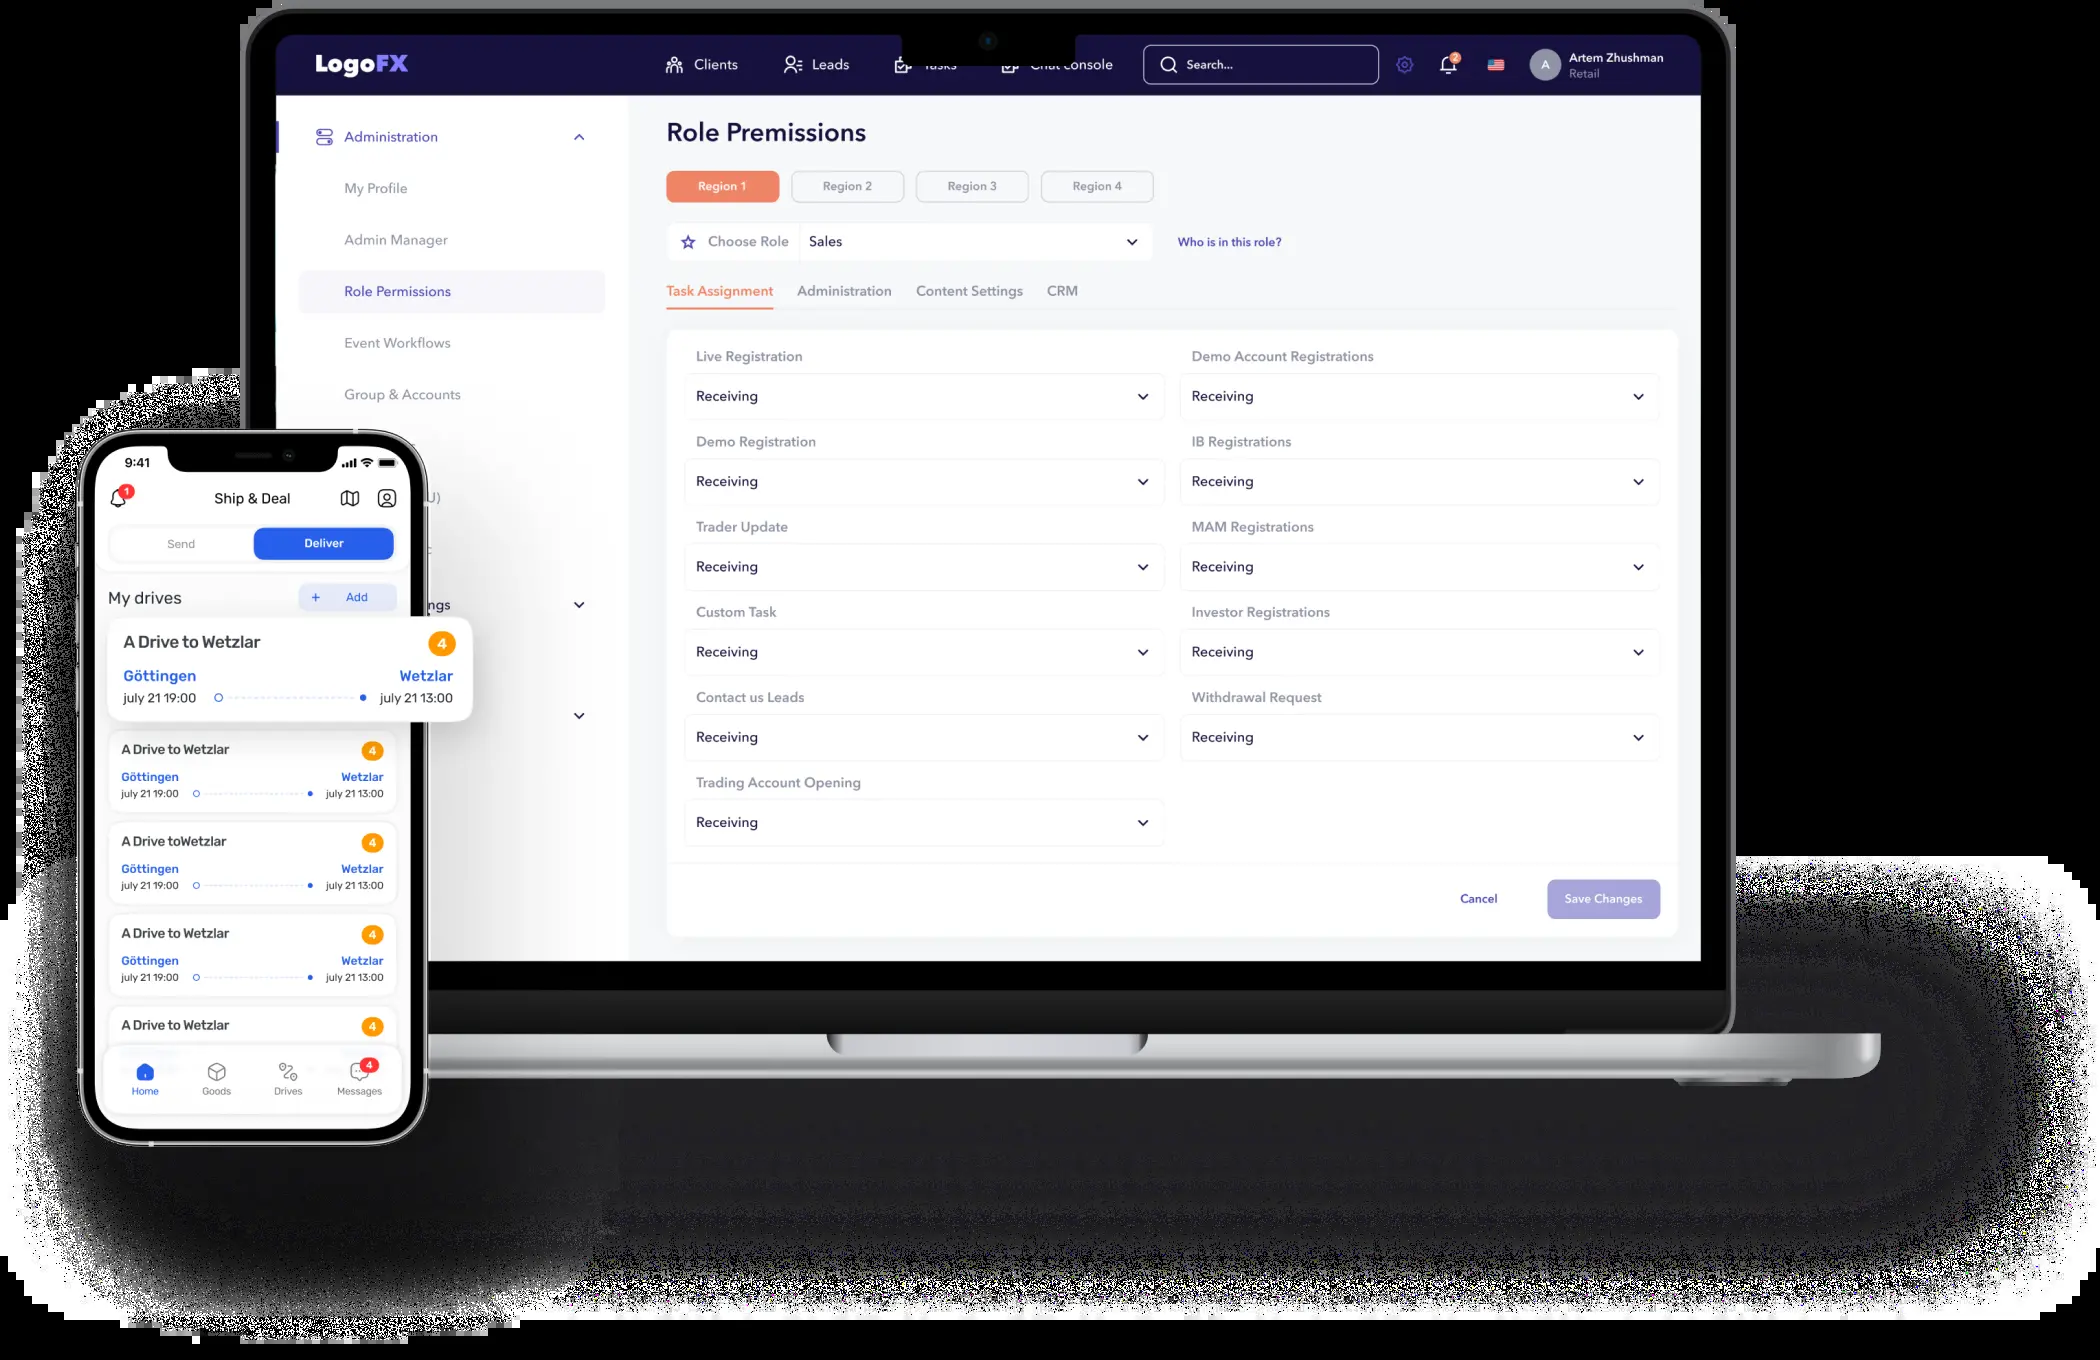 LogoFX
Clients
Leads
Tasks
Chat console
Search...
2
A
Artem Zhushman
Retail
Administration
My Profile
Admin Manager
Role Permissions
Event Workflows
Group & Accounts
Role Premissions
Region 1
Region 2
Region 3
Region 4
Choose Role
Sales
Who is in this role?
Task Assignment
Administration
Content Settings
CRM
Live Registration
Receiving
Demo Account Registrations
Receiving
Demo Registration
Receiving
IB Registrations
Receiving
Trader Update
Receiving
MAM Registrations
Receiving
Custom Task
Receiving
Investor Registrations
Receiving
Contact us Leads
Receiving
Withdrawal Request
Receiving
Trading Account Opening
Receiving
Cancel
Save Changes
9:41
1
Ship & Deal
Send
Deliver
My drives
+ Add
A Drive to Wetzlar
4
Göttingen
Wetzlar
july 21 19:00
july 21 13:00
A Drive to Wetzlar
4
Göttingen
Wetzlar
july 21 19:00
july 21 13:00
A Drive toWetzlar
4
Göttingen
Wetzlar
july 21 19:00
july 21 13:00
A Drive to Wetzlar
4
Göttingen
Wetzlar
july 21 19:00
july 21 13:00
A Drive to Wetzlar
4
Home
Goods
Drives
4
Messages